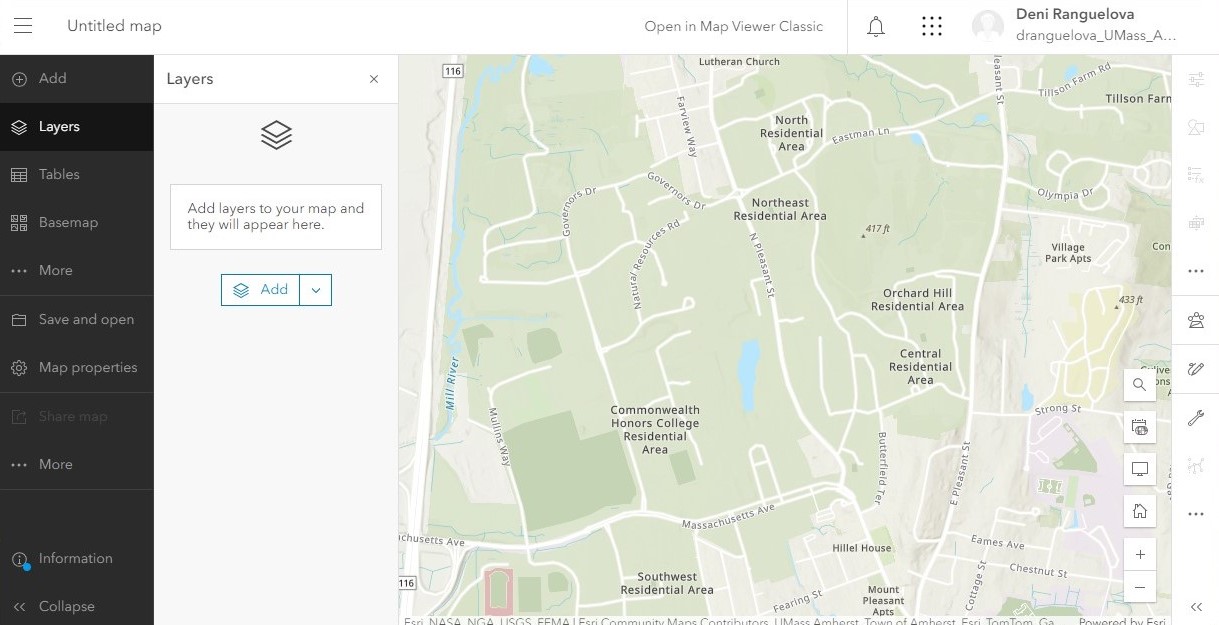 Untitled map
Open in Map Viewer Classic
Deni Ranguelova
dranguelova_UMass_A...
Add
Layers
Tables
Basemap
More
Save and open
Map properties
Share map
More
Information
Collapse
Layers
Add layers to your map and
they will appear here.
Add
116
Lutheran Church
Farview Way
North
Residential
Area
Eastman Ln
Tillson Farm Rd
Tillson Farm
leasant St
Governors Dr
Governors Dr
Northeast
Residential Area
Olympia Dr
Natural Resources Rd
N Pleasant St
417 ft
Village
Park Apts
Con
Orchard Hill
Residential Area
433 ft
Central
Residential
Area
Mill River
Mullins Way
Commonwealth
Honors College
Residential
Area
Strong St
Butterfield Ter
E Pleasant St
Massachusetts Ave
achusetts Ave
Hillel House
Eames Ave
Chestnut St
Cottage St
116
Southwest
Residential Area
Mount
Pleasant
Apts
Fearing St
Esri, NASA, NGA, USGS, FEMA | Esri Community Maps Contributors, UMass Amherst, Town of Amherst, Esri, TomTom, Ga...
Powered by Esri